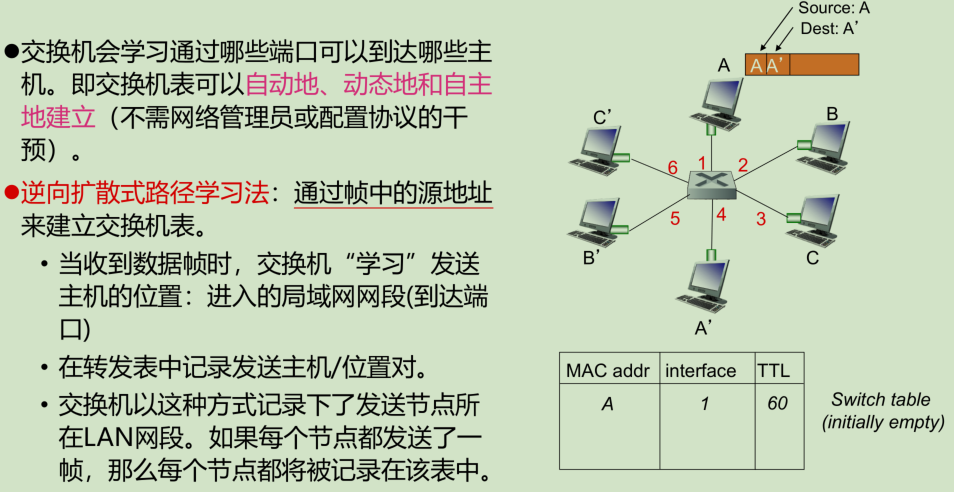 ●交换机会学习通过哪些端口可以到达哪些主
机。即交换机表可以自动地、动态地和自主
地建立（不需网络管理员或配置协议的干
预）。
●逆向扩散式路径学习法：通过帧中的源地址
来建立交换机表。
• 当收到数据帧时，交换机“学习”发送
主机的位置：进入的局域网网段(到达端
口)
• 在转发表中记录发送主机/位置对。
• 交换机以这种方式记录下了发送节点所
在LAN网段。如果每个节点都发送了一
帧，那么每个节点都将被记录在该表中。
Source: A
Dest: A’
A A’
A
C’
B
6 1 2
5 4 3
B’
C
A’
MAC addr interface TTL
A 1 60
Switch table
(initially empty)